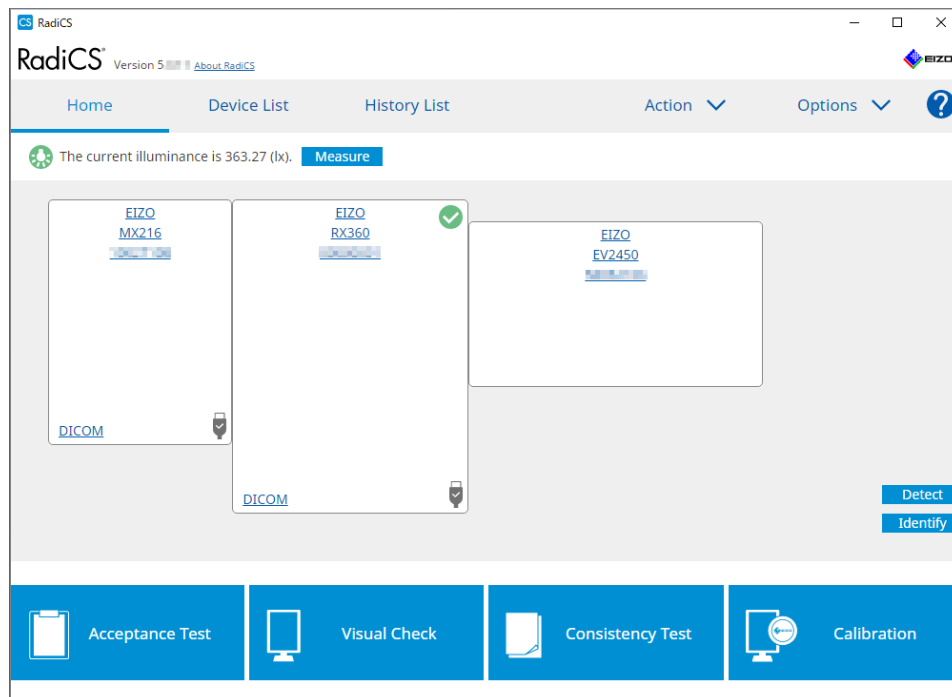 CS RadiCS
RadiCS Version 5 About RadiCS
EIZO
Home Device List History List Action Options ?
The current illuminance is 363.27 (lx). Measure
EIZO
MX216
DICOM
EIZO
RX360
DICOM
EIZO
EV2450
Detect
Identify
Acceptance Test Visual Check Consistency Test Calibration